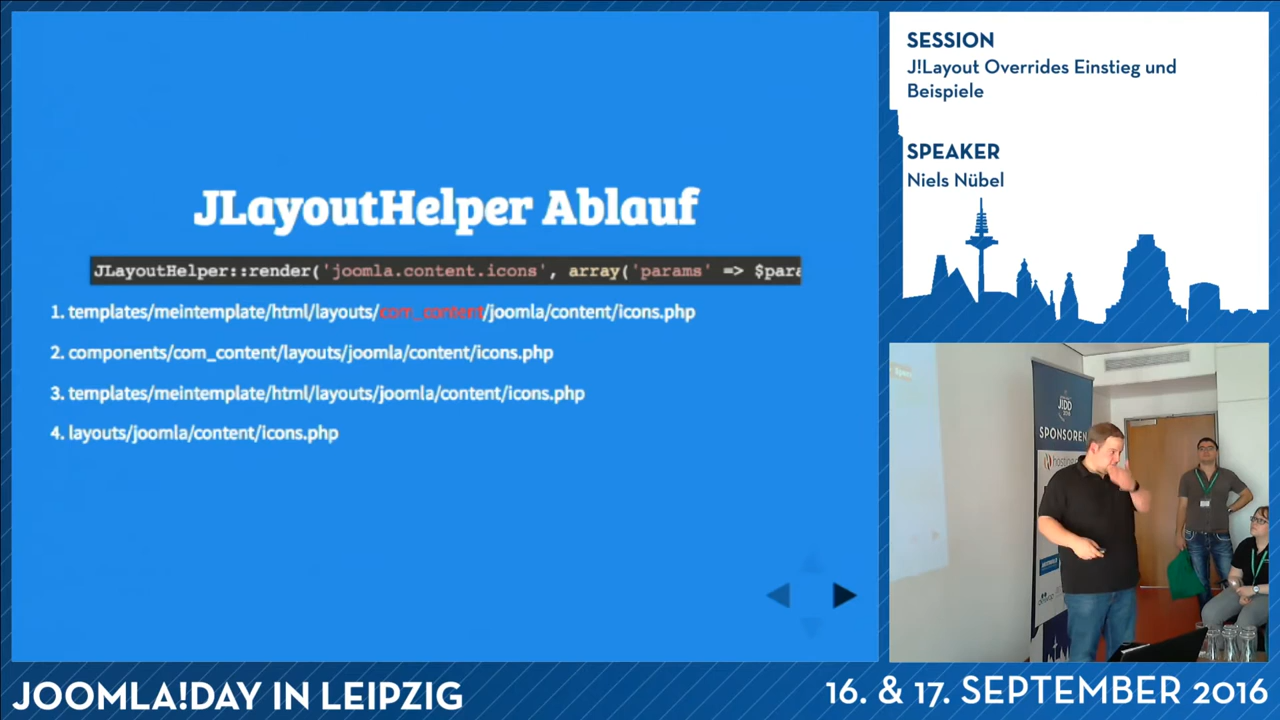 JLayoutHelper Ablauf
JLayoutHelper::render('joomla.content.icons', array('params' => $para
1. templates/meintemplate/html/layouts/com_content/joomla/content/icons.php
2. components/com_content/layouts/joomla/content/icons.php
3. templates/meintemplate/html/layouts/joomla/content/icons.php
4. layouts/joomla/content/icons.php
SESSION
J!Layout Overrides Einstieg und
Beispiele
SPEAKER
Niels Nübel
SPONSOREN
JOOMLA!DAY IN LEIPZIG
16. & 17. SEPTEMBER 2016